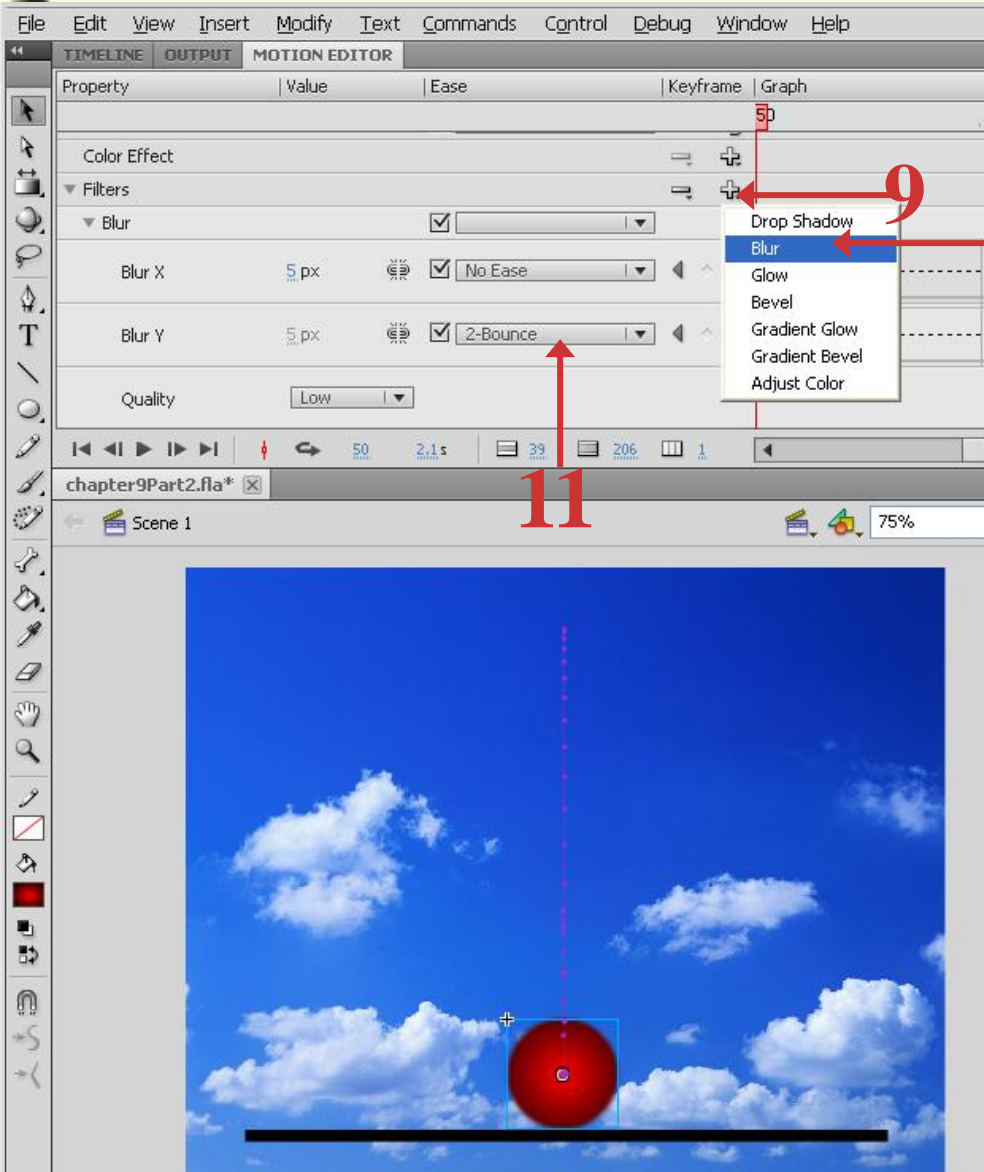 File Edit View Insert Modify Text Commands Control Debug Window Help
TIMELINE OUTPUT MOTION EDITOR
Property Value Ease Keyframe Graph
50
Color Effect
Filters
9
Blur
Drop Shadow
Blur
Blur X 5 px No Ease
Glow
Bevel
Blur Y 5 px 2-Bounce
Gradient Glow
Gradient Bevel
Adjust Color
Quality Low
50 2.1 s 39 206 1
11
chapter9Part2.fla*
Scene 1 75%
T